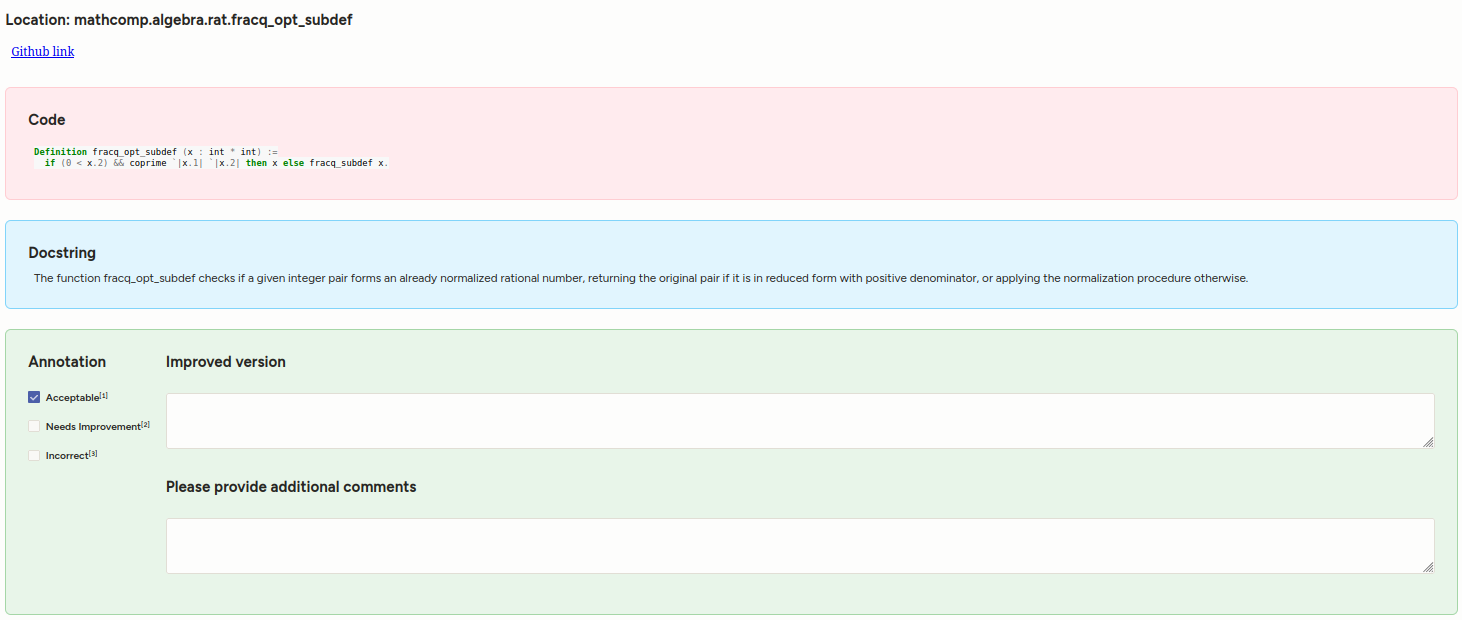 Location: mathcomp.algebra.rat.fracq_opt_subdef
Github link
Code
Definition fracq_opt_subdef (x : int * int) :=
  if (0 < x.2) && coprime `|x.1| `|x.2| then x else fracq_subdef x.
Docstring
The function fracq_opt_subdef checks if a given integer pair forms an already normalized rational number, returning the original pair if it is in reduced form with positive denominator, or applying the normalization procedure otherwise.
Annotation
Acceptable[1]
Needs Improvement[2]
Incorrect[3]
Improved version
Please provide additional comments